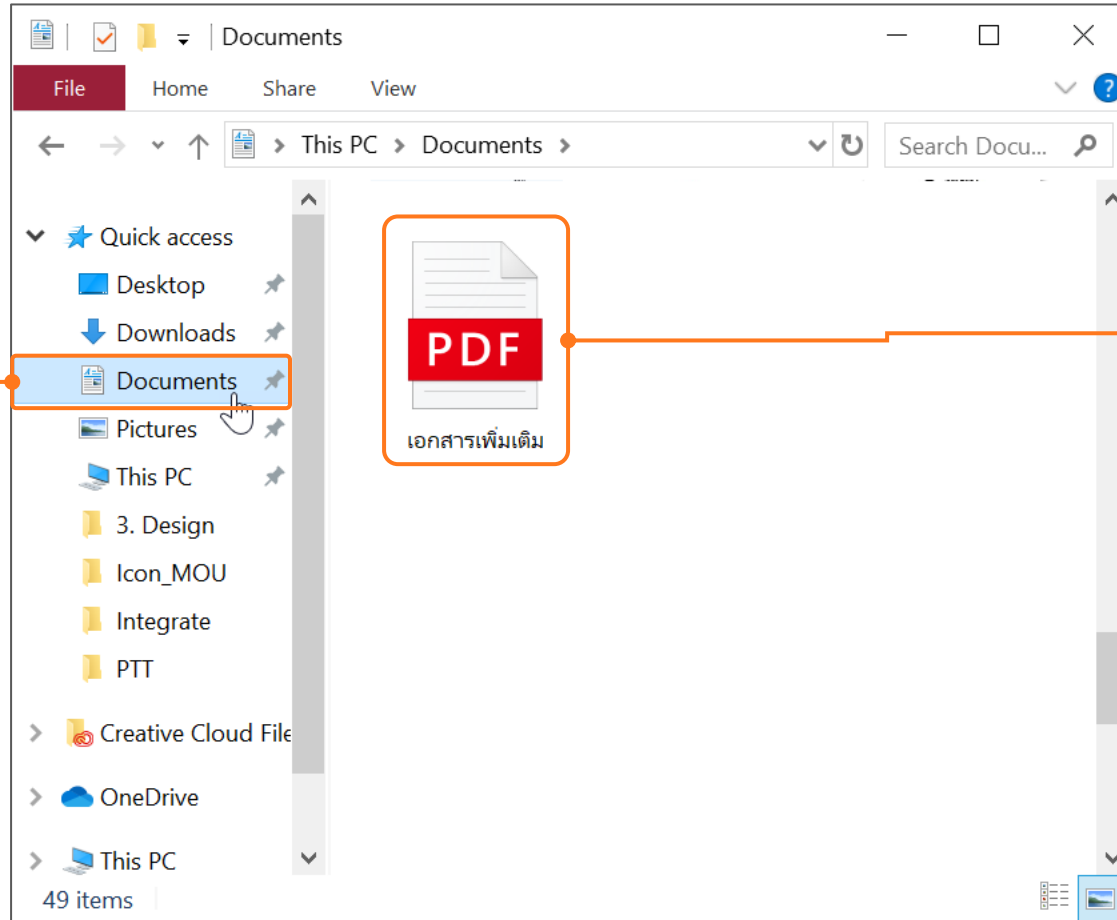 Documents
File Home Share View
This PC Documents Search Docu...
Quick access
Desktop
Downloads
Documents
Pictures
This PC
3. Design
Icon_MOU
Integrate
PTT
Creative Cloud File
OneDrive
This PC
PDF
เอกสารเพิ่มเติม
49 items